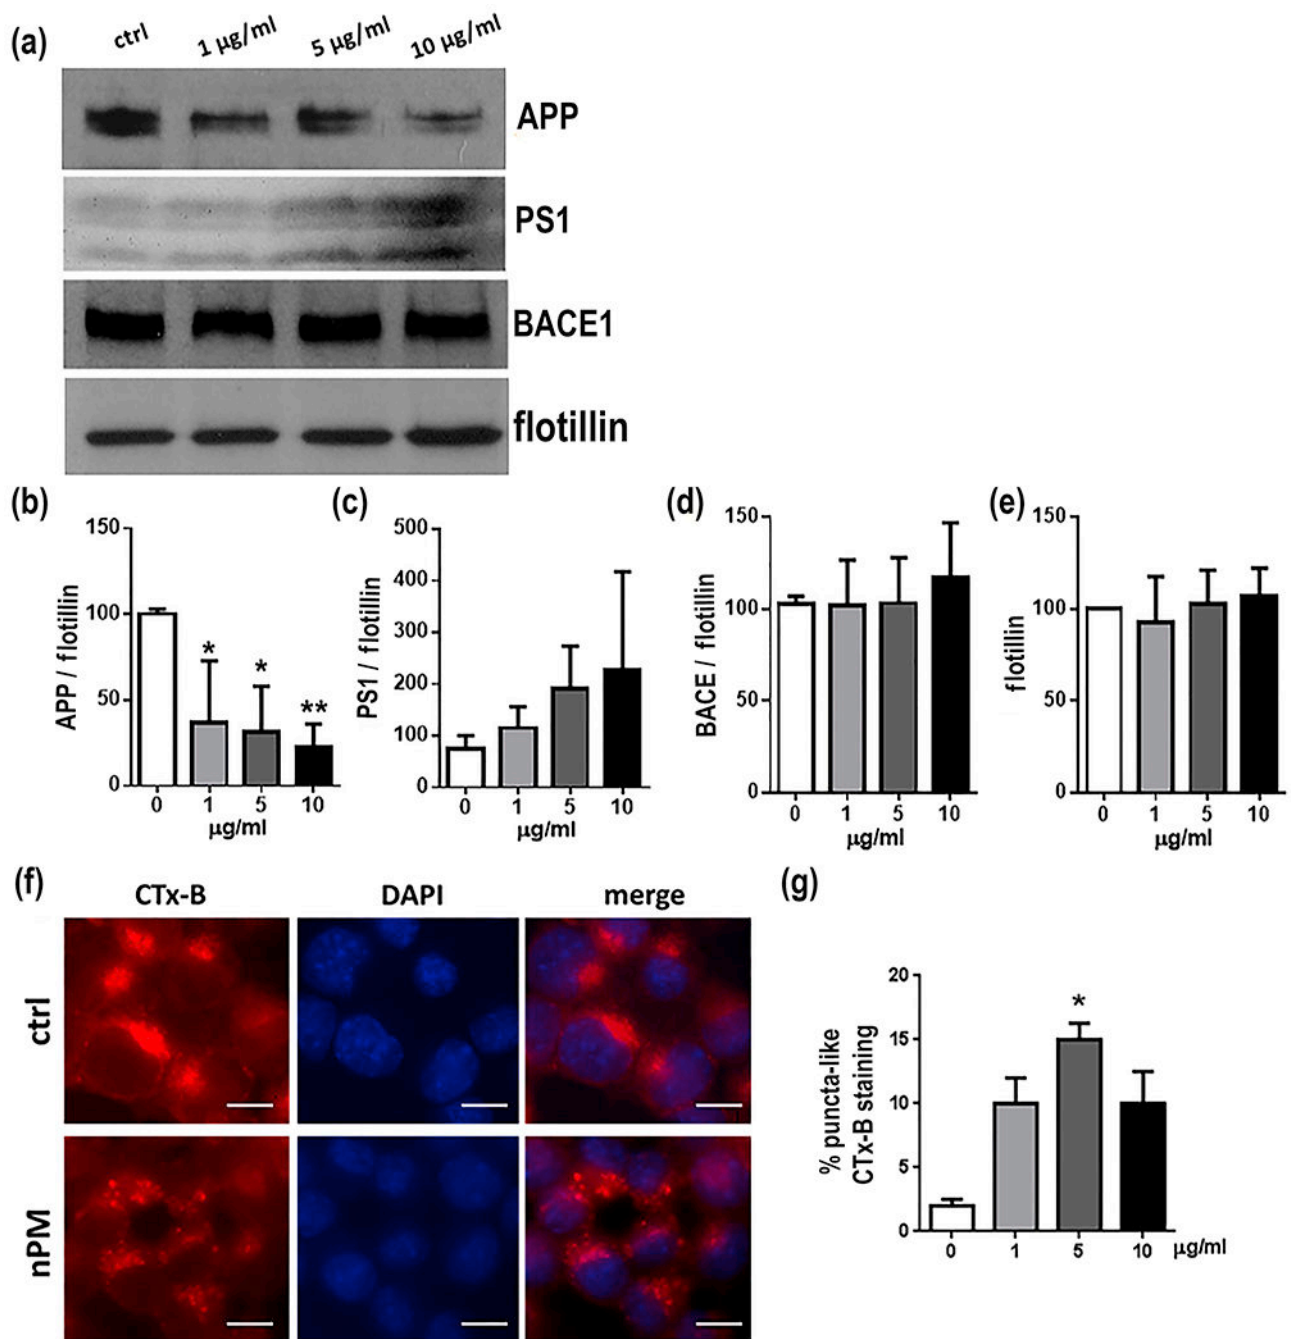 (a)
ctrl 1 µg/ml 5 µg/ml 10 µg/ml
APP
PS1
BACE1
flotillin
(b)
150
100
50
0
APP / flotillin
* * **
0 1 5 10
µg/ml
(c)
500
400
300
200
100
0
PS1 / flotillin
0 1 5 10
µg/ml
(d)
150
100
50
0
BACE / flotillin
0 1 5 10
µg/ml
(e)
150
100
50
0
flotillin
0 1 5 10
µg/ml
(f)
CTx-B DAPI merge
ctrl
nPM
(g)
20
15
10
5
0
% puncta-like
CTx-B staining
*
0 1 5 10 µg/ml